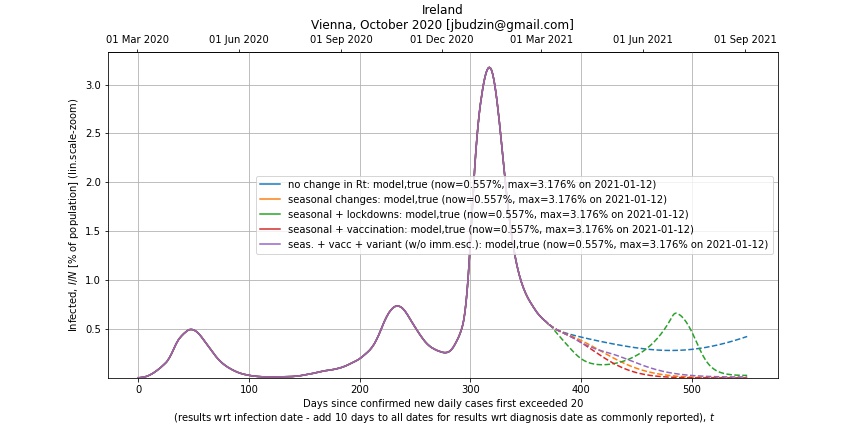 Ireland
Vienna, October 2020 [jbudzin@gmail.com]
01 Mar 2020 01 Jun 2020 01 Sep 2020 01 Dec 2020 01 Mar 2021 01 Jun 2021 01 Sep 2021
Infected, I/N [% of population] (lin.scale-zoom)
3.0
2.5
2.0
1.5
1.0
0.5
no change in Rt: model,true (now=0.557%, max=3.176% on 2021-01-12)
seasonal changes: model,true (now=0.557%, max=3.176% on 2021-01-12)
seasonal + lockdowns: model,true (now=0.557%, max=3.176% on 2021-01-12)
seasonal + vaccination: model,true (now=0.557%, max=3.176% on 2021-01-12)
seas. + vacc + variant (w/o imm.esc.): model,true (now=0.557%, max=3.176% on 2021-01-12)
0 100 200 300 400 500
Days since confirmed new daily cases first exceeded 20
(results wrt infection date - add 10 days to all dates for results wrt diagnosis date as commonly reported), t